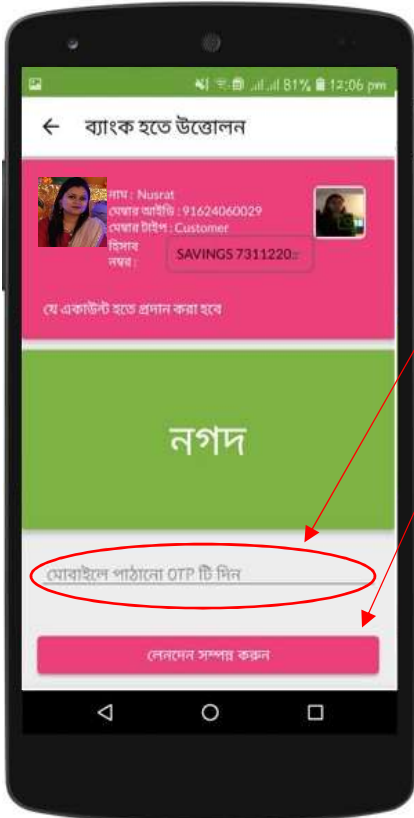 81% 12:06 pm
ব্যাংক হতে উত্তোলন
নাম : Nusrat
মেম্বার আইডি : 91624060029
মেম্বার টাইপ : Customer
হিসাব
নম্বর :
SAVINGS 7311220
যে একাউন্ট হতে প্রদান করা হবে
নগদ
মোবাইলে পাঠানো OTP টি দিন
লেনদেন সম্পন্ন করুন